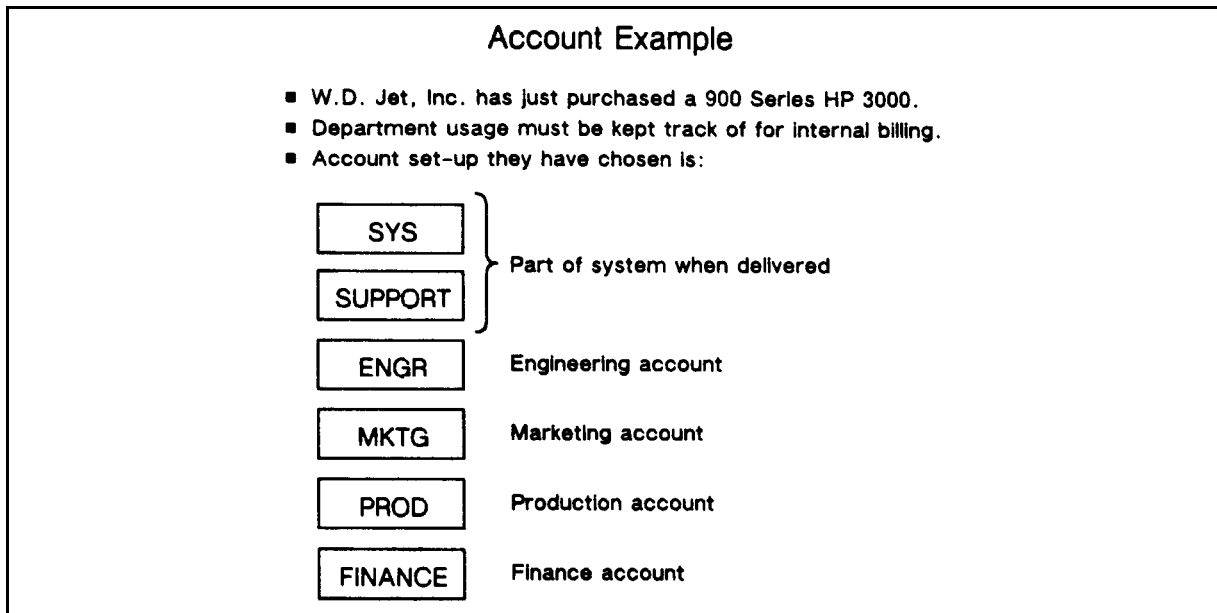 Account Example
■ W.D. Jet, Inc. has just purchased a 900 Series HP 3000.
■ Department usage must be kept track of for internal billing.
■ Account set-up they have chosen is:
SYS
Part of system when delivered
SUPPORT
ENGR Engineering account
MKTG Marketing account
PROD Production account
FINANCE Finance account